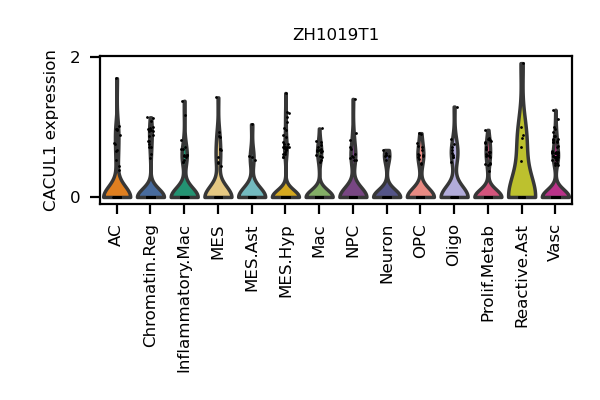 ZH1019T1
CACUL1 expression
2
0
AC
Chromatin.Reg
Inflammatory.Mac
MES
MES.Ast
MES.Hyp
Mac
NPC
Neuron
OPC
Oligo
Prolif.Metab
Reactive.Ast
Vasc